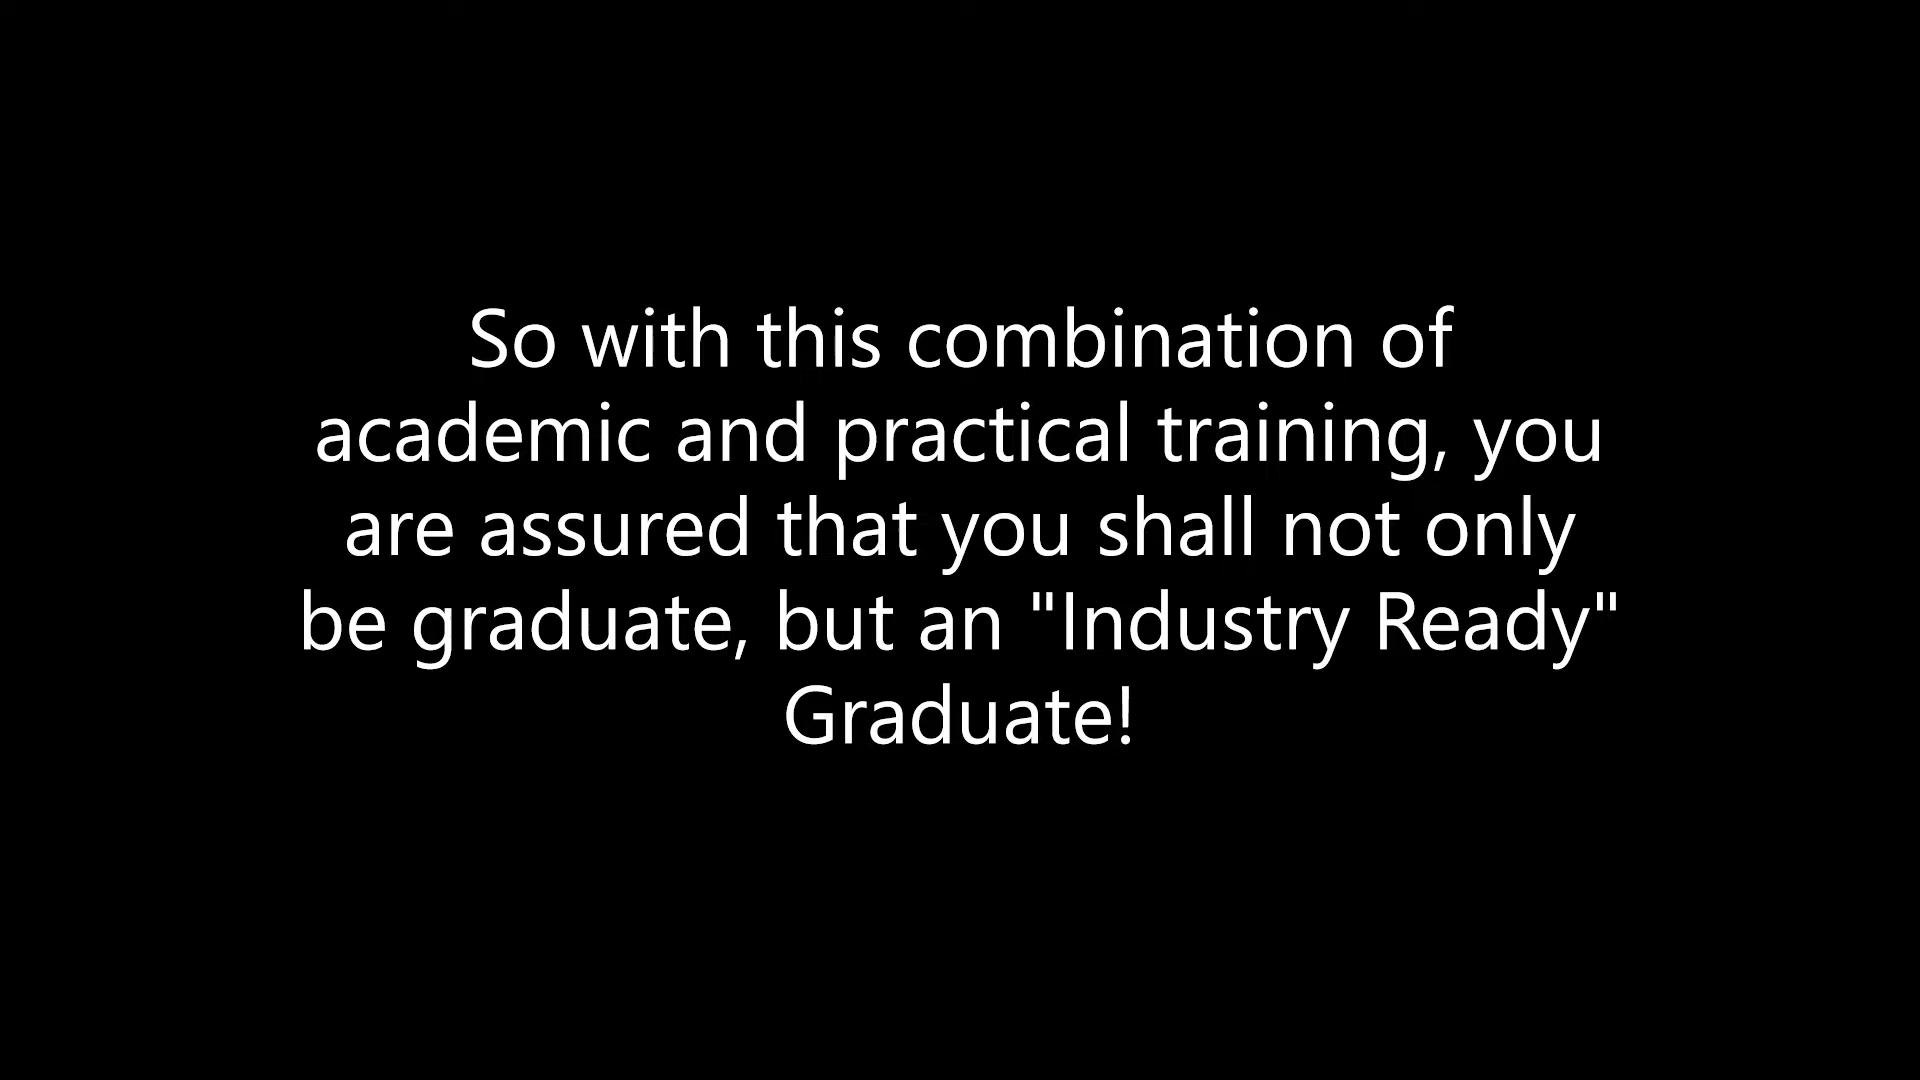 So with this combination of
academic and practical training, you
are assured that you shall not only
be graduate, but an "Industry Ready"
Graduate!